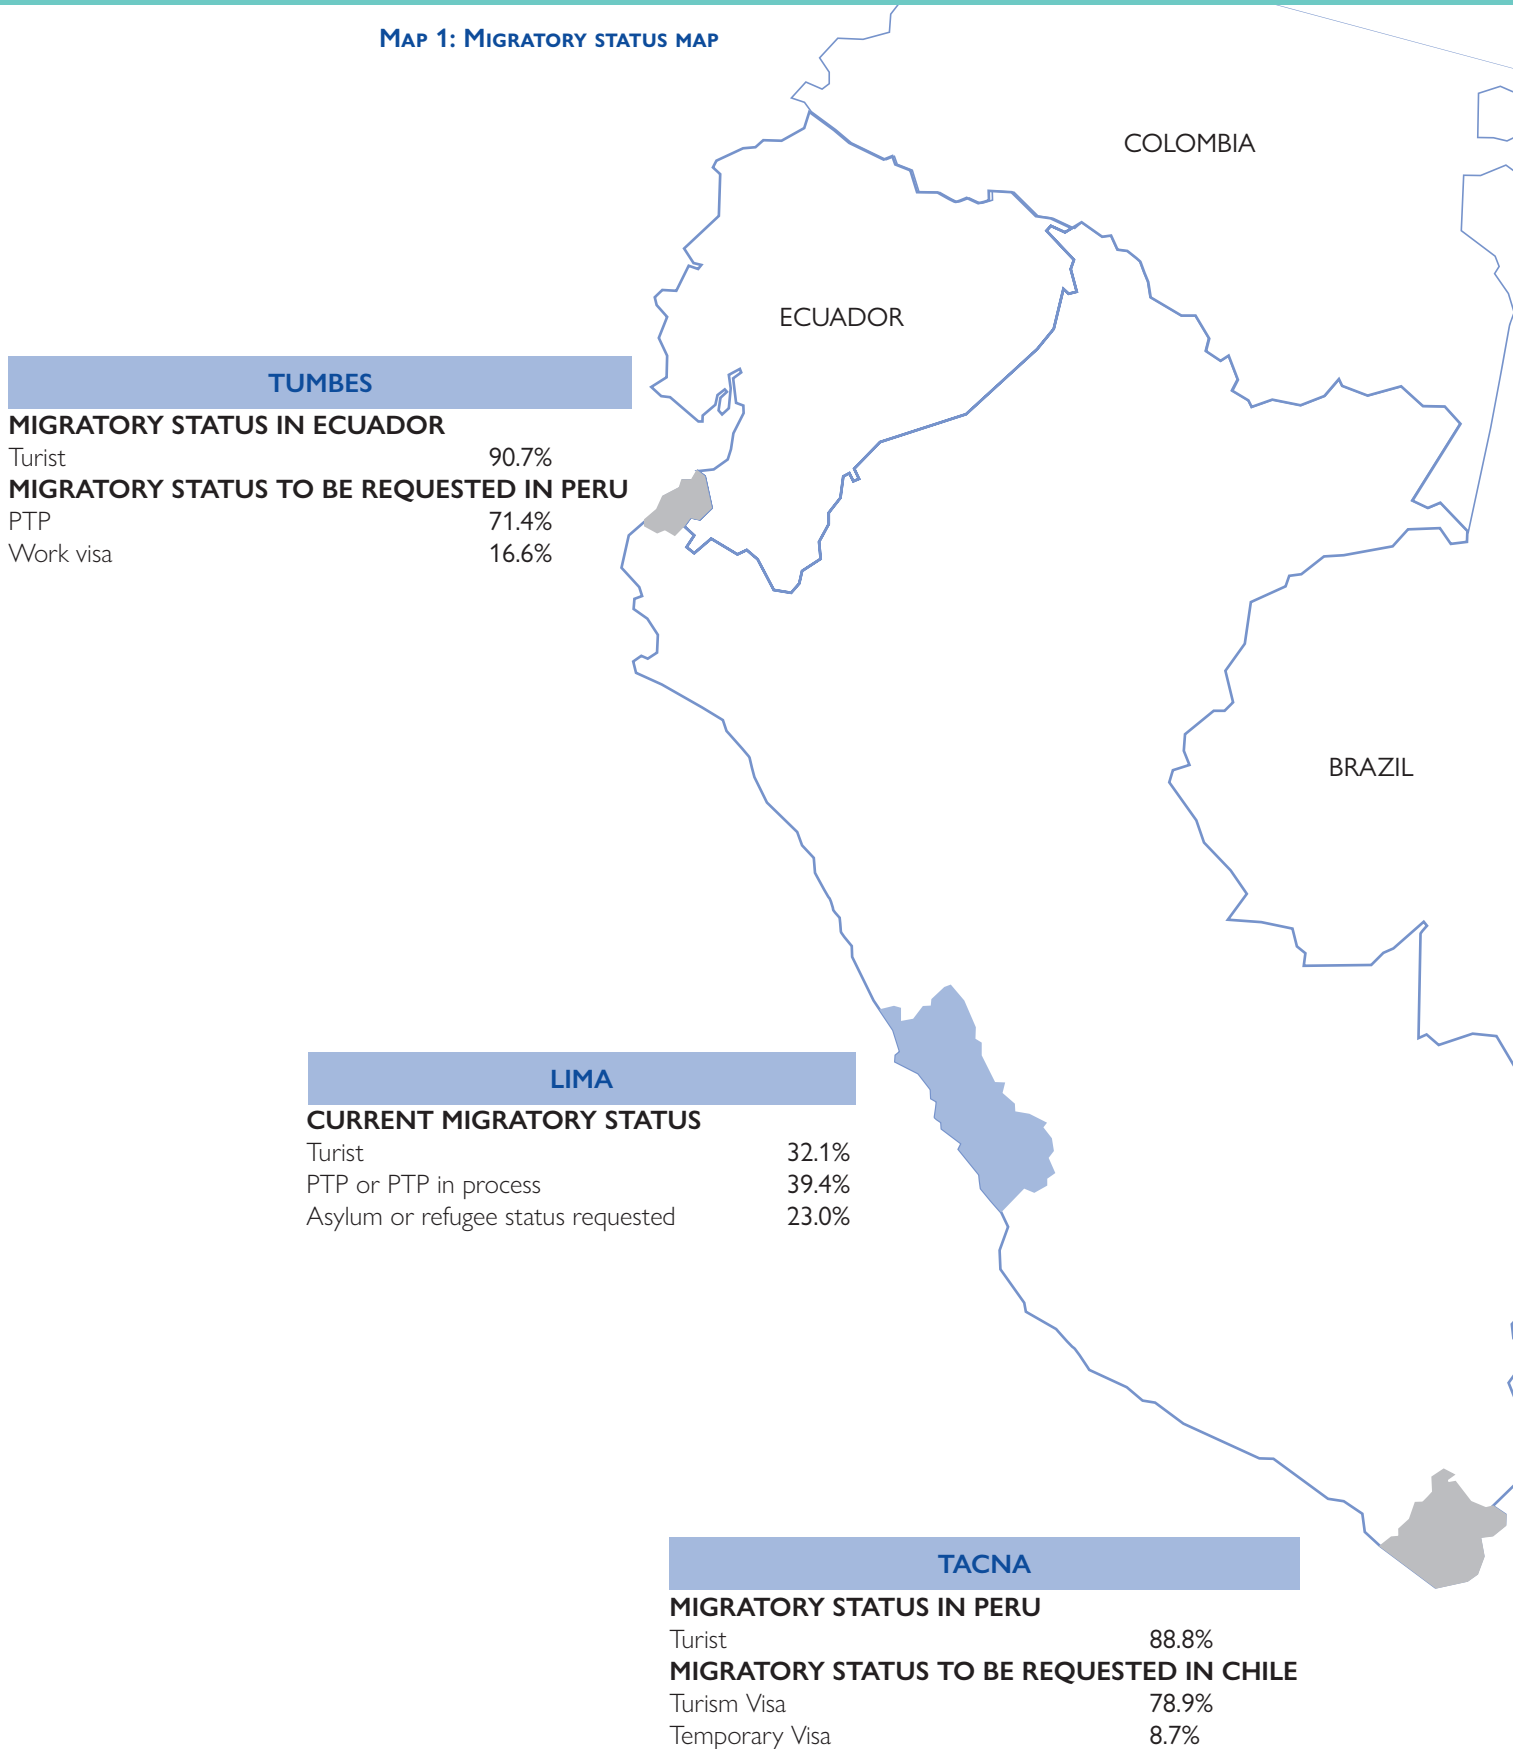 MAP 1: MIGRATORY STATUS MAP
COLOMBIA
ECUADOR
TUMBES
MIGRATORY STATUS IN ECUADOR
Turist 90.7%
MIGRATORY STATUS TO BE REQUESTED IN PERU
PTP 71.4%
Work visa 16.6%
BRAZIL
LIMA
CURRENT MIGRATORY STATUS
Turist 32.1%
PTP or PTP in process 39.4%
Asylum or refugee status requested 23.0%
TACNA
MIGRATORY STATUS IN PERU
Turist 88.8%
MIGRATORY STATUS TO BE REQUESTED IN CHILE
Turism Visa 78.9%
Temporary Visa 8.7%